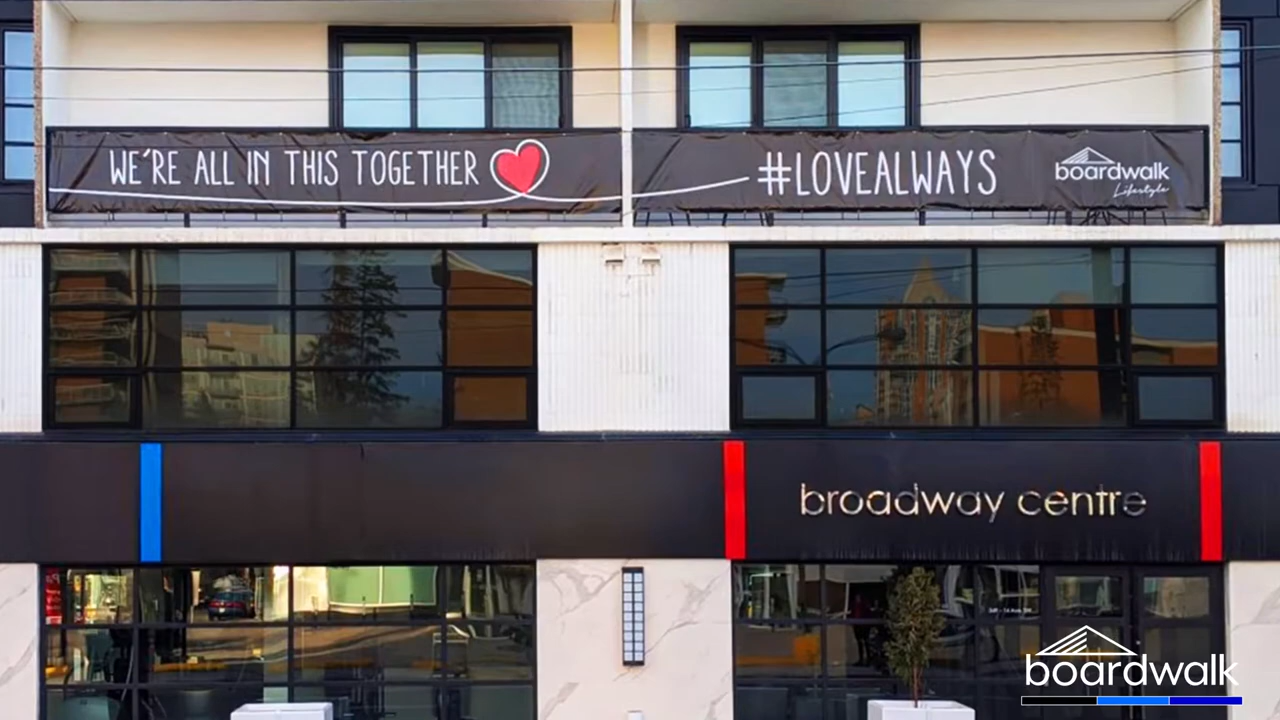 WE'RE ALL IN THIS TOGETHER
#LOVEALWAYS
boardwalk
Lifestyle
broadway centre
boardwalk